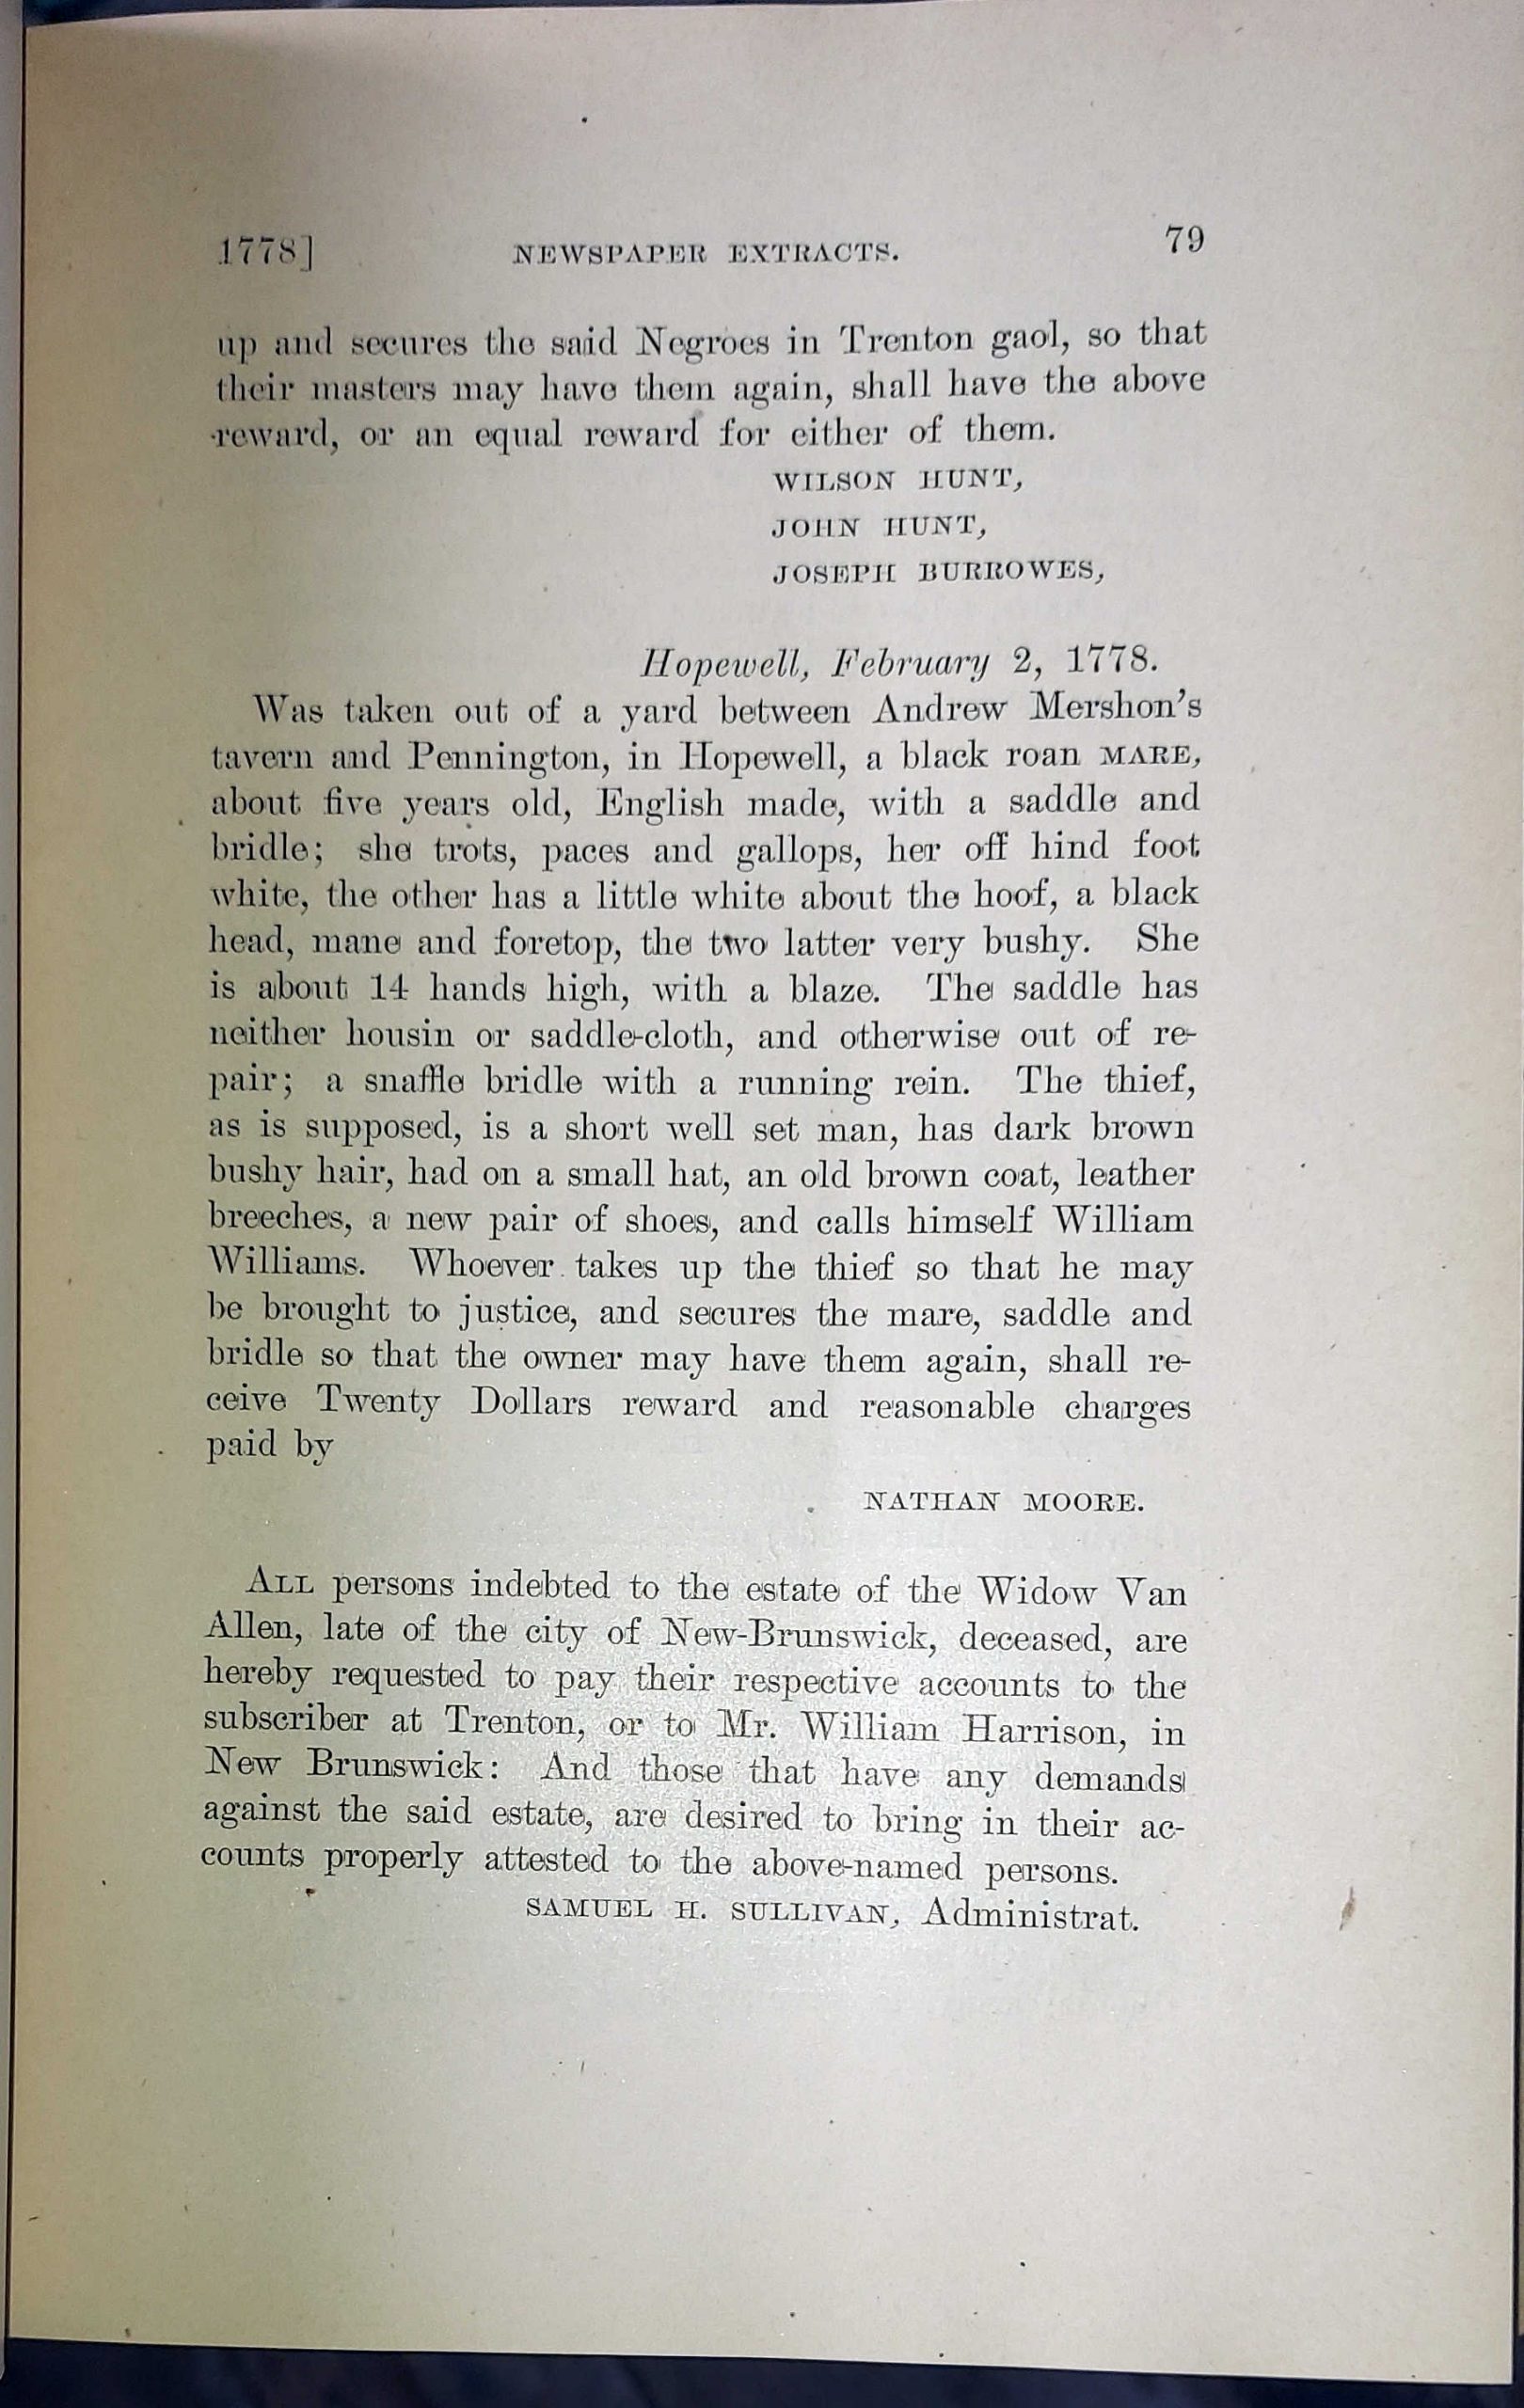 1778] NEWSPAPER EXTRACTS. 79
up and secures the said Negroes in Trenton gaol, so that
their masters may have them again, shall have the above
reward, or an equal reward for either of them.
WILSON HUNT,
JOHN HUNT,
JOSEPH BURROWES,
Hopewell, February 2, 1778.
Was taken out of a yard between Andrew Mershon's
tavern and Pennington, in Hopewell, a black roan MARE,
about five years old, English made, with a saddle and
bridle; she trots, paces and gallops, her off hind foot
white, the other has a little white about the hoof, a black
head, mane and foretop, the two latter very bushy. She
is about 14 hands high, with a blaze. The saddle has
neither housin or saddle-cloth, and otherwise out of re-
pair; a snaffle bridle with a running rein. The thief,
as is supposed, is a short well set man, has dark brown
bushy hair, had on a small hat, an old brown coat, leather
breeches, a new pair of shoes, and calls himself William
Williams. Whoever takes up the thief so that he may
be brought to justice, and secures the mare, saddle and
bridle so that the owner may have them again, shall re-
ceive Twenty Dollars reward and reasonable charges
paid by
NATHAN MOORE.
ALL persons indebted to the estate of the Widow Van
Allen, late of the city of New-Brunswick, deceased, are
hereby requested to pay their respective accounts to the
subscriber at Trenton, or to Mr. William Harrison, in
New Brunswick: And those that have any demands
against the said estate, are desired to bring in their ac-
counts properly attested to the above-named persons.
SAMUEL H. SULLIVAN, Administrat.